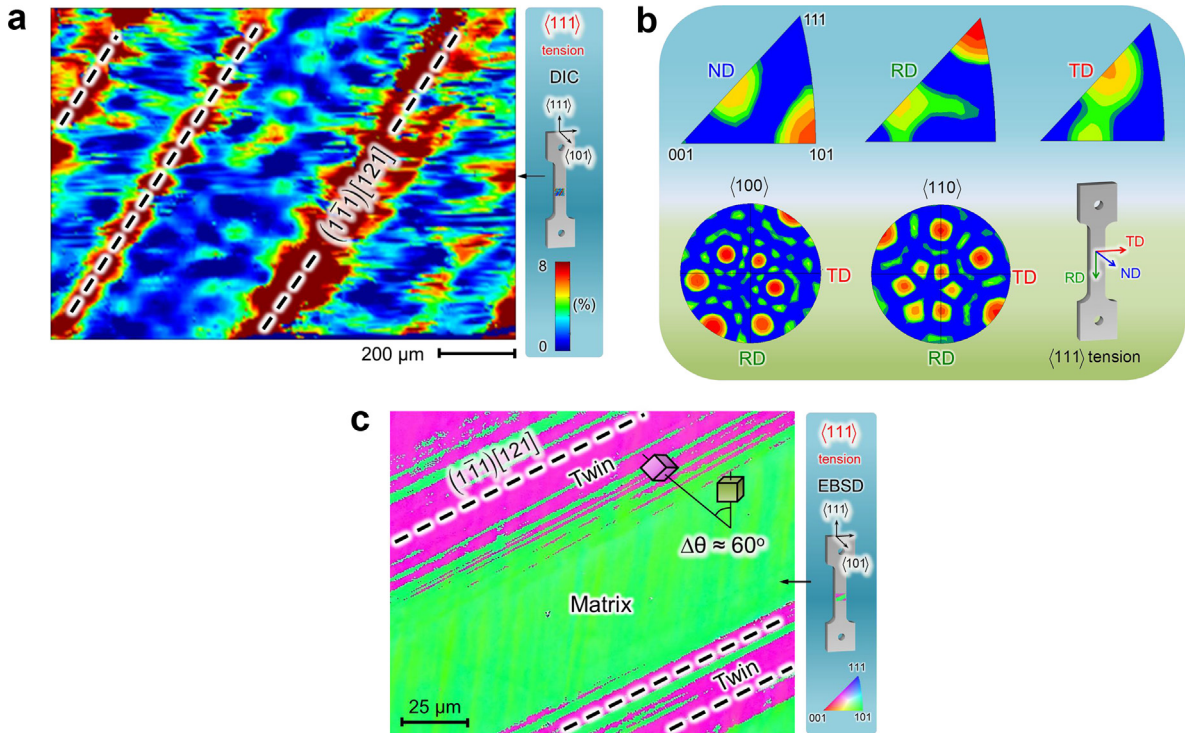 a
(11̄1)[121]
200 µm
⟨111⟩
tension
DIC
⟨111⟩
⟨101⟩
8
(%)
0
b
ND
111
001
101
RD
TD
⟨100⟩
TD
RD
⟨110⟩
TD
RD
TD
ND
RD
⟨111⟩ tension
c
(11̄1)[121]
Twin
Δθ ≈ 60°
Matrix
Twin
25 µm
⟨111⟩
tension
EBSD
⟨111⟩
⟨101⟩
111
001
101